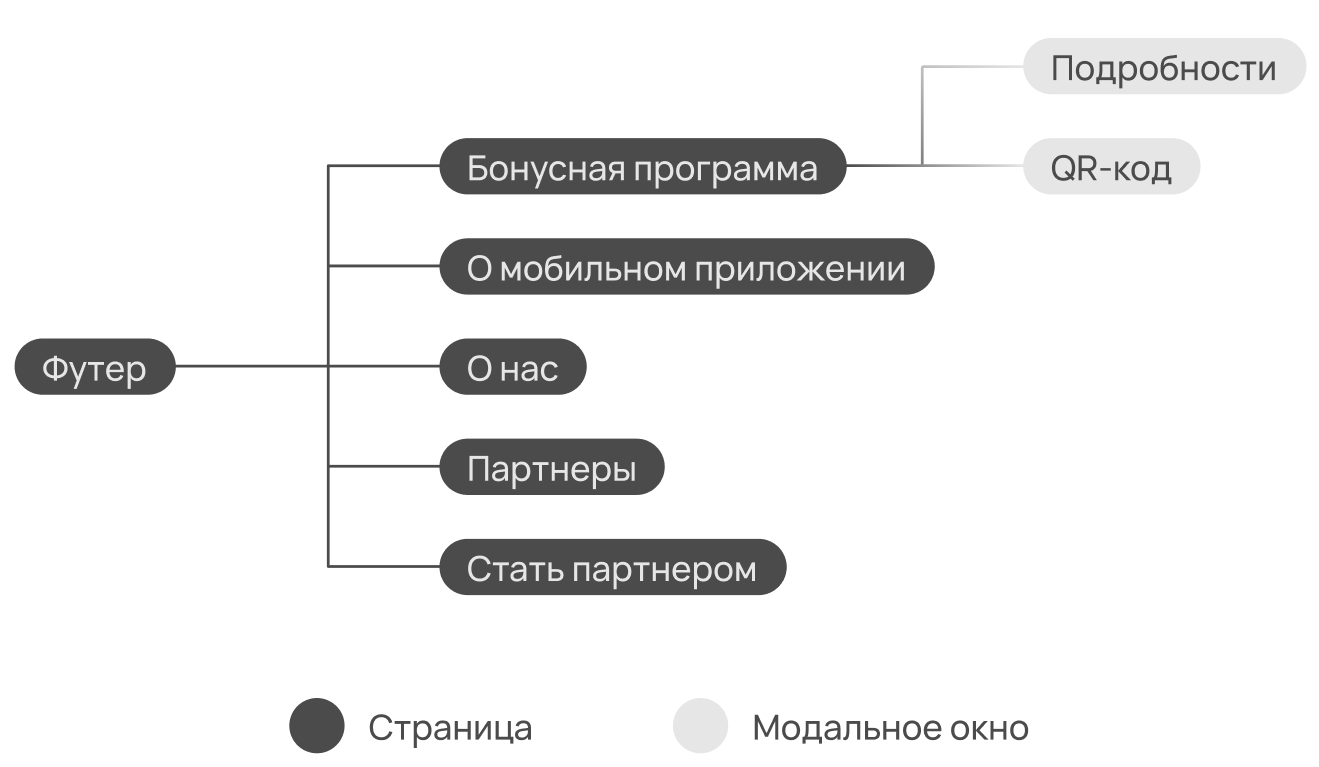 Подробности
Бонусная программа
QR-код
О мобильном приложении
Футер
О нас
Партнеры
Стать партнером
Страница
Модальное окно